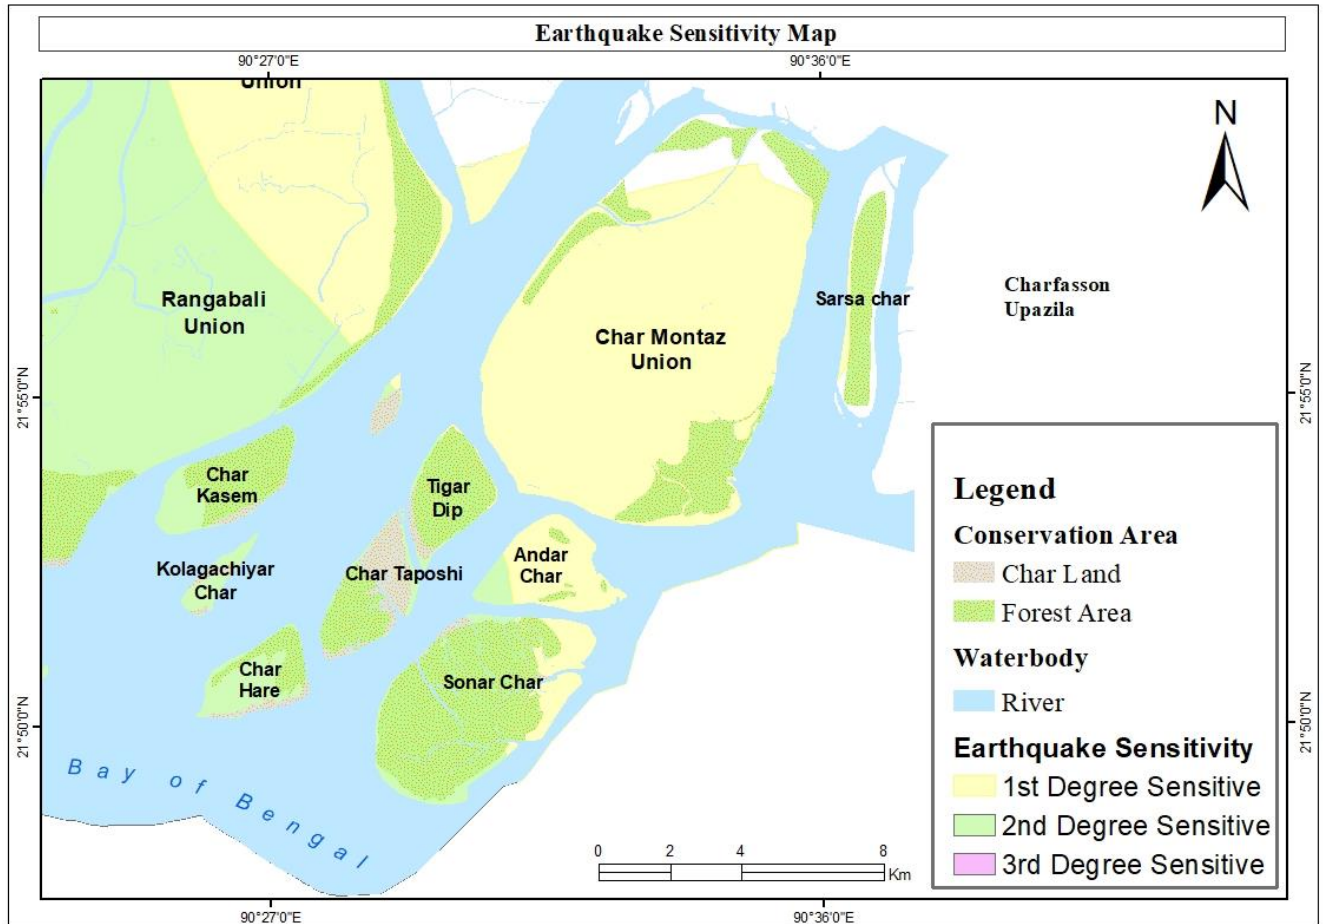 Earthquake Sensitivity Map
90°27'0"E
90°36'0"E
Union
N
Rangabali
Union
Sarsa char
Charfasson
Upazila
Char Montaz
Union
21°55'0"N
21°55'0"N
Char
Kasem
Tigar
Dip
Kolagachiyar
Char
Char Taposhi
Andar
Char
Char
Hare
Sonar Char
21°50'0"N
21°50'0"N
Bay of Bengal
Legend
Conservation Area
Char Land
Forest Area
Waterbody
River
Earthquake Sensitivity
1st Degree Sensitive
2nd Degree Sensitive
3rd Degree Sensitive
0 2 4 8
Km
90°27'0"E
90°36'0"E